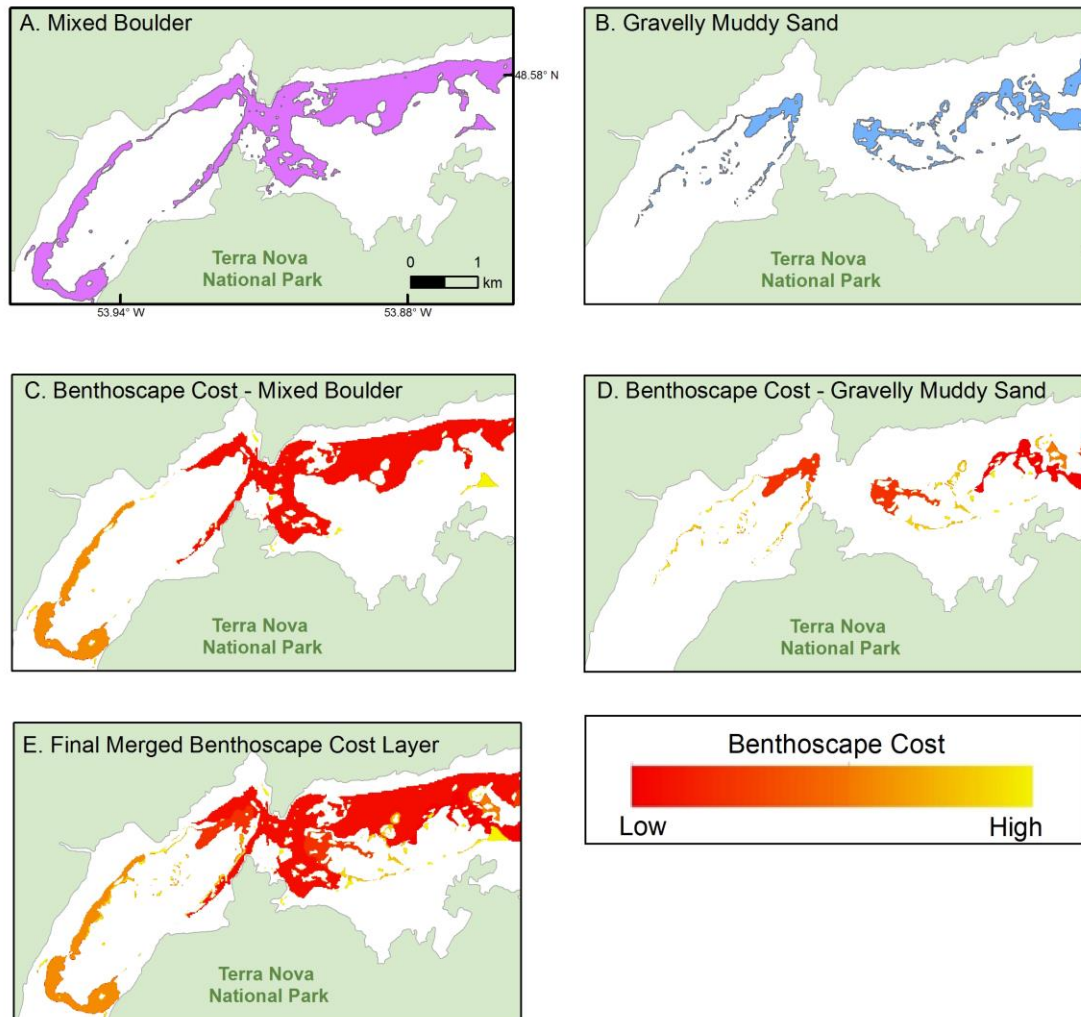 A. Mixed Boulder
48.58° N
Terra Nova
National Park
0 1
km
53.94° W
53.88° W
B. Gravelly Muddy Sand
Terra Nova
National Park
C. Benthoscape Cost - Mixed Boulder
Terra Nova
National Park
D. Benthoscape Cost - Gravelly Muddy Sand
Terra Nova
National Park
E. Final Merged Benthoscape Cost Layer
Terra Nova
National Park
Benthoscape Cost
Low High